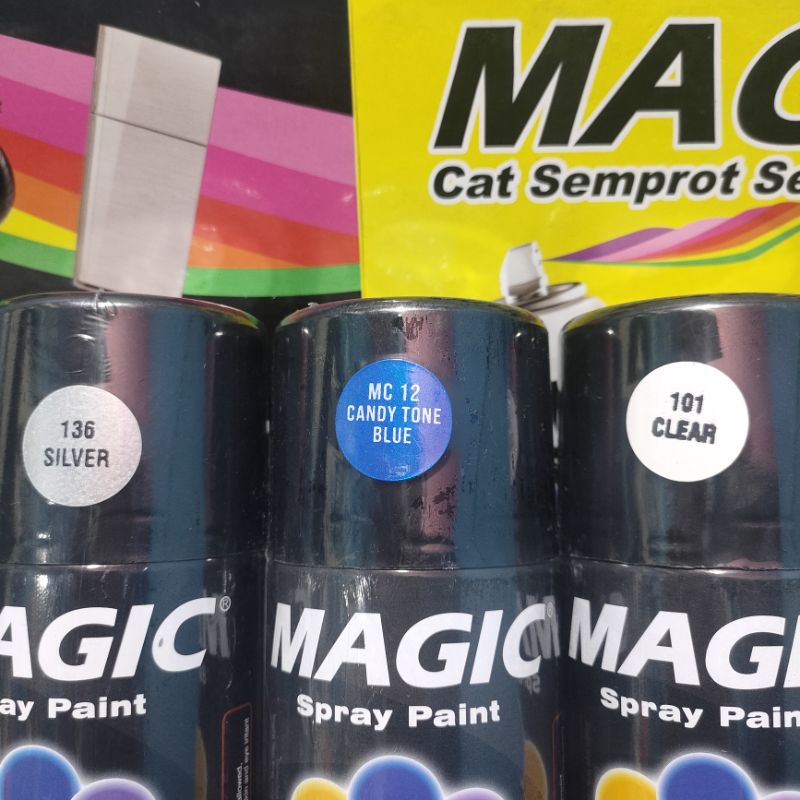 MAG
Cat Semprot Se
136
SILVER
MC 12
CANDY TONE
BLUE
101
CLEAR
AGIC®
ay Paint
MAGIC®
Spray Paint
MAGI
Spray Pain